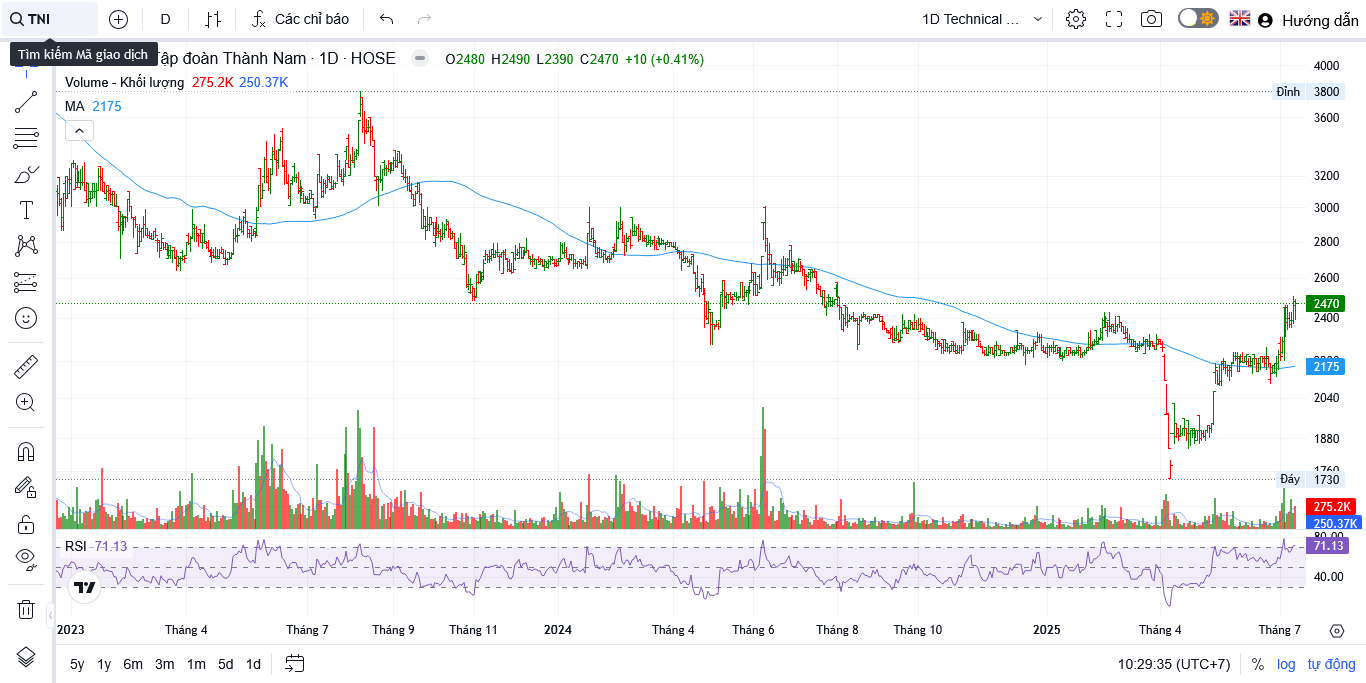 TNI
D
Các chỉ báo
1D Technical ...
Hướng dẫn
Tìm kiếm Mã giao dịch
Tập đoàn Thành Nam · 1D · HOSE
O2480 H2490 L2390 C2470 +10 (+0.41%)
Volume - Khối lượng 275.2K 250.37K
MA 2175
4000
Đỉnh 3800
3600
3200
3000
2800
2600
2470
2400
2175
2040
1880
1760
Đáy 1730
275.2K
250.37K
80.00
RSI 71.13
71.13
40.00
2023 Tháng 4 Tháng 7 Tháng 9 Tháng 11 2024 Tháng 4 Tháng 6 Tháng 8 Tháng 10 2025 Tháng 4 Tháng 7
5y 1y 6m 3m 1m 5d 1d
10:29:35 (UTC+7) % log tự động